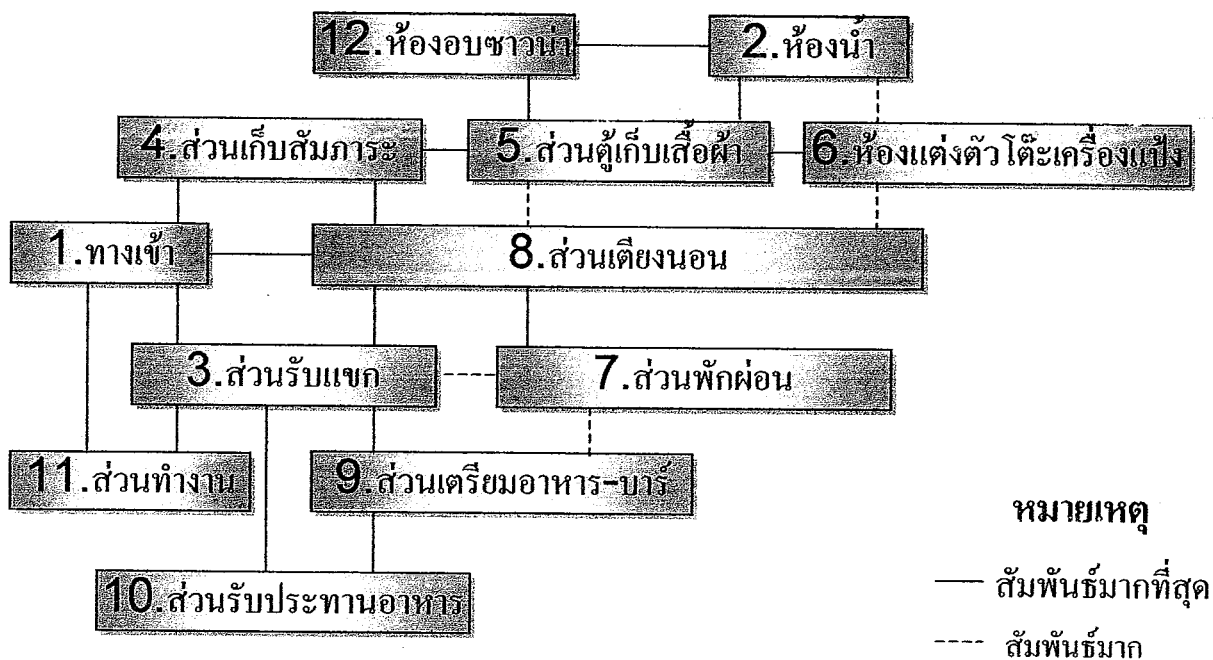 12.ห้องอบซาวน่า
2.ห้องน้ำ
4.ส่วนเก็บสัมภาระ
5.ส่วนตู้เก็บเสื้อผ้า
6.ห้องแต่งตัวโต๊ะเครื่องแป้ง
1.ทางเข้า
8.ส่วนเตียงนอน
3.ส่วนรับแขก
7.ส่วนพักผ่อน
11.ส่วนทำงาน
9.ส่วนเตรียมอาหาร-บาร์
10.ส่วนรับประทานอาหาร
หมายเหตุ
สัมพันธ์มากที่สุด
สัมพันธ์มาก